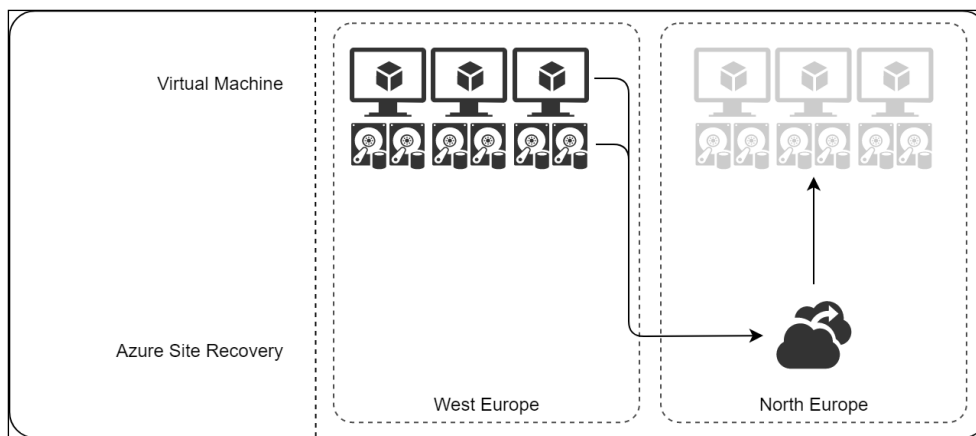 Virtual Machine
Azure Site Recovery
West Europe
North Europe